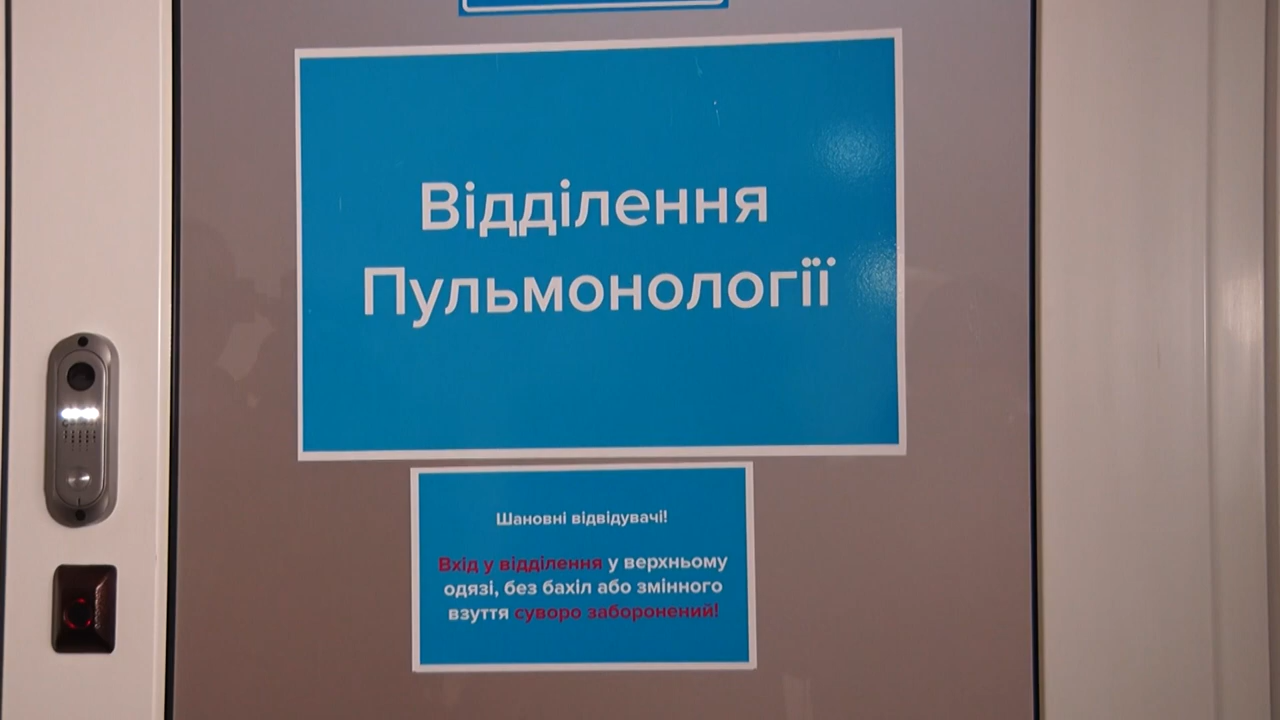 Відділення
Пульмонології
Шановні відвідувачі!
Вхід у відділення у верхньому
одязі, без бахіл або змінного
взуття суворо заборонений!